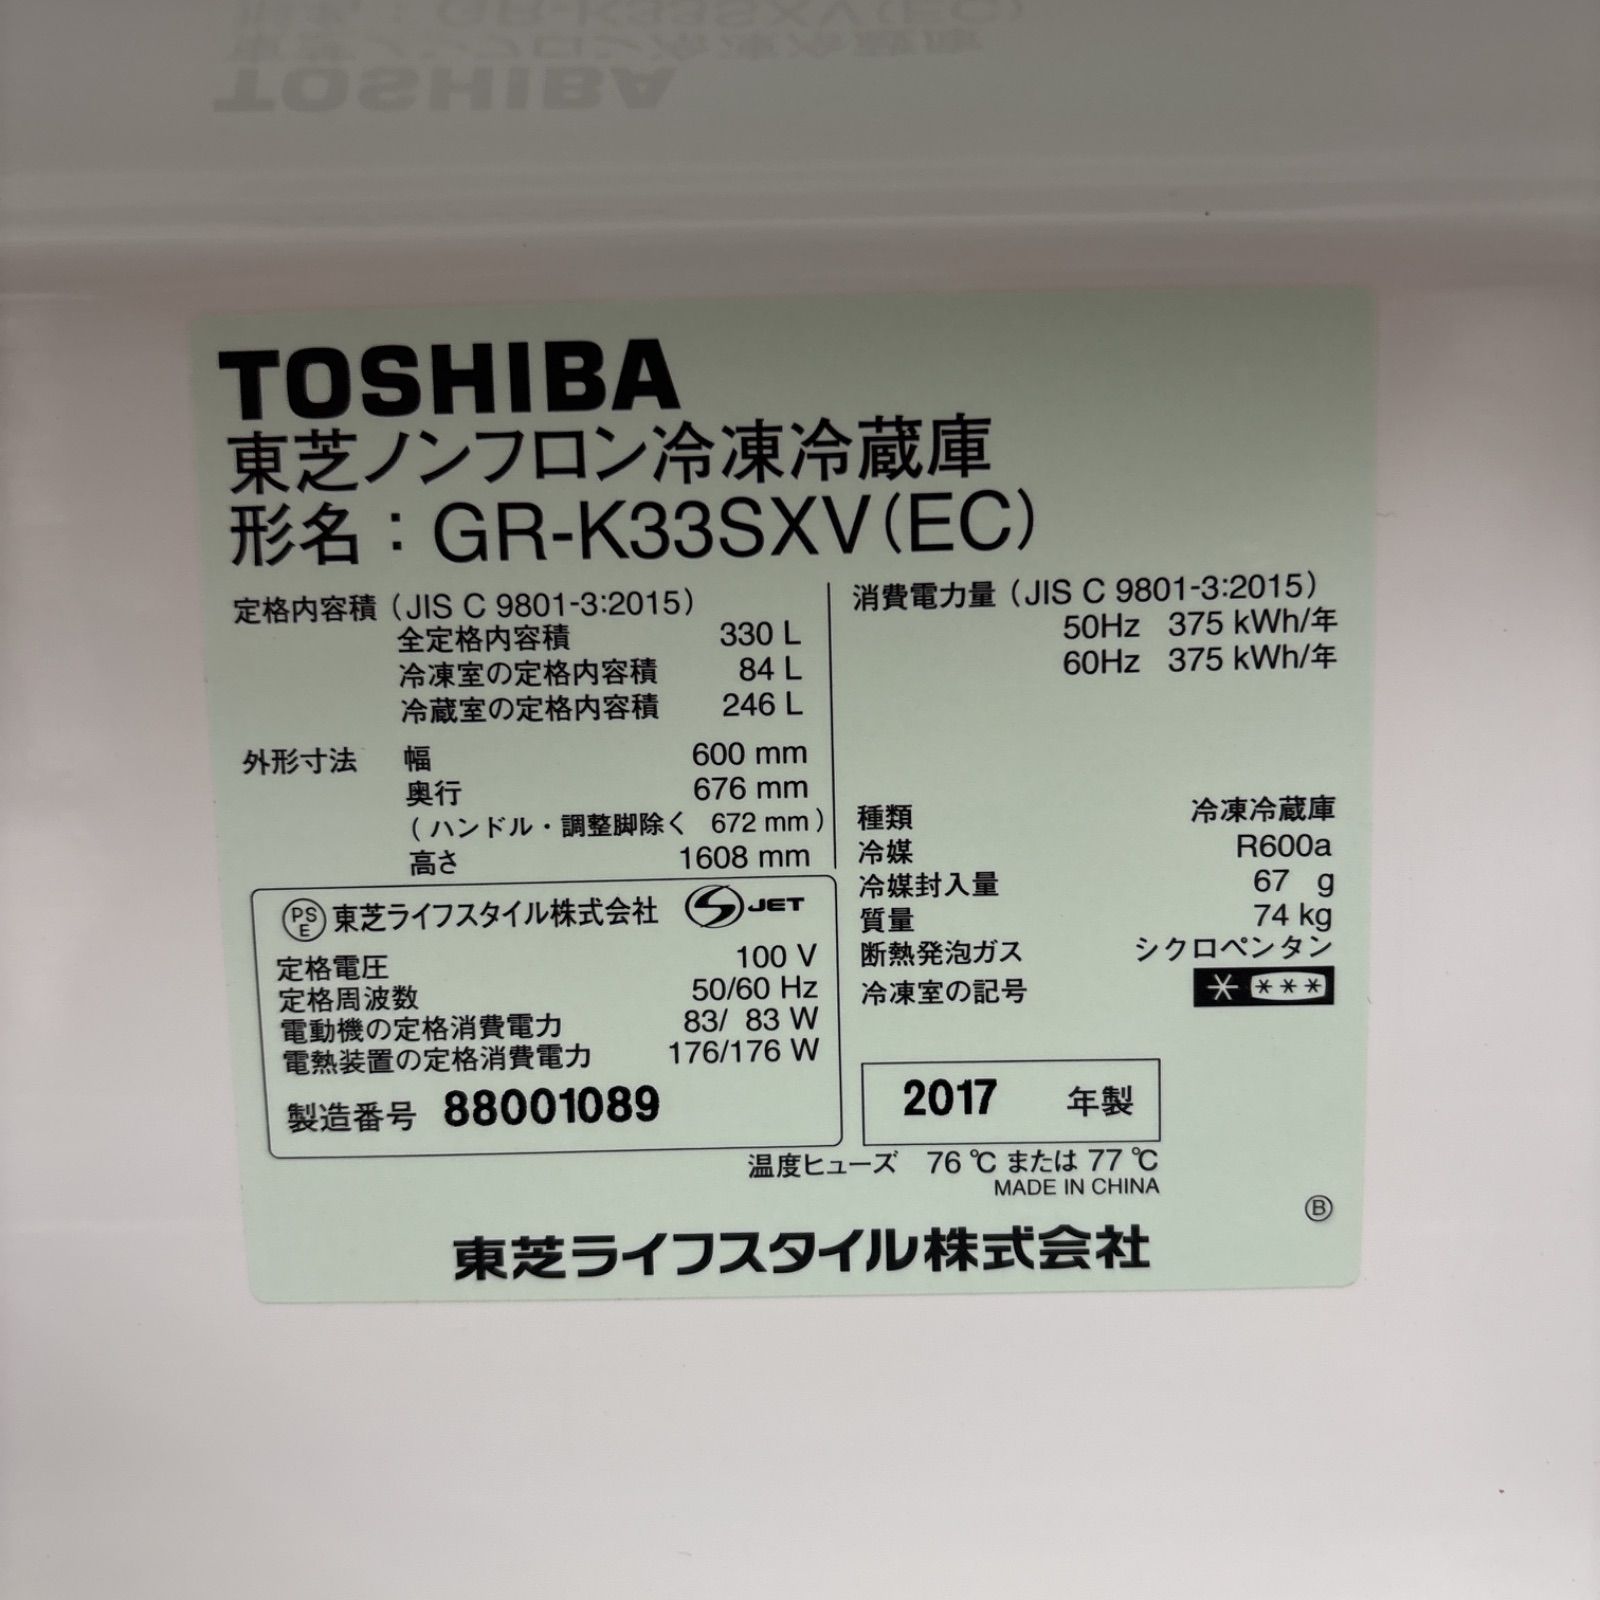 TOSHIBA
東芝ノンフロン冷凍冷蔵庫
形名：GR-K33SXV(EC)
定格内容積（JIS C 9801-3:2015）
全定格内容積 330 L
冷凍室の定格内容積 84 L
冷蔵室の定格内容積 246 L
外形寸法 幅 600 mm
奥行 676 mm
（ハンドル・調整脚除く 672 mm）
高さ 1608 mm
消費電力量（JIS C 9801-3:2015）
50Hz 375 kWh/年
60Hz 375 kWh/年
種類 冷凍冷蔵庫
冷媒 R600a
冷媒封入量 67 g
質量 74 kg
断熱発泡ガス シクロペンタン
冷凍室の記号 * ***
PSE 東芝ライフスタイル株式会社 JET
定格電圧 100 V
定格周波数 50/60 Hz
電動機の定格消費電力 83/ 83 W
電熱装置の定格消費電力 176/176 W
製造番号 88001089
2017 年製
温度ヒューズ 76℃または77℃
MADE IN CHINA
Ⓑ
東芝ライフスタイル株式会社